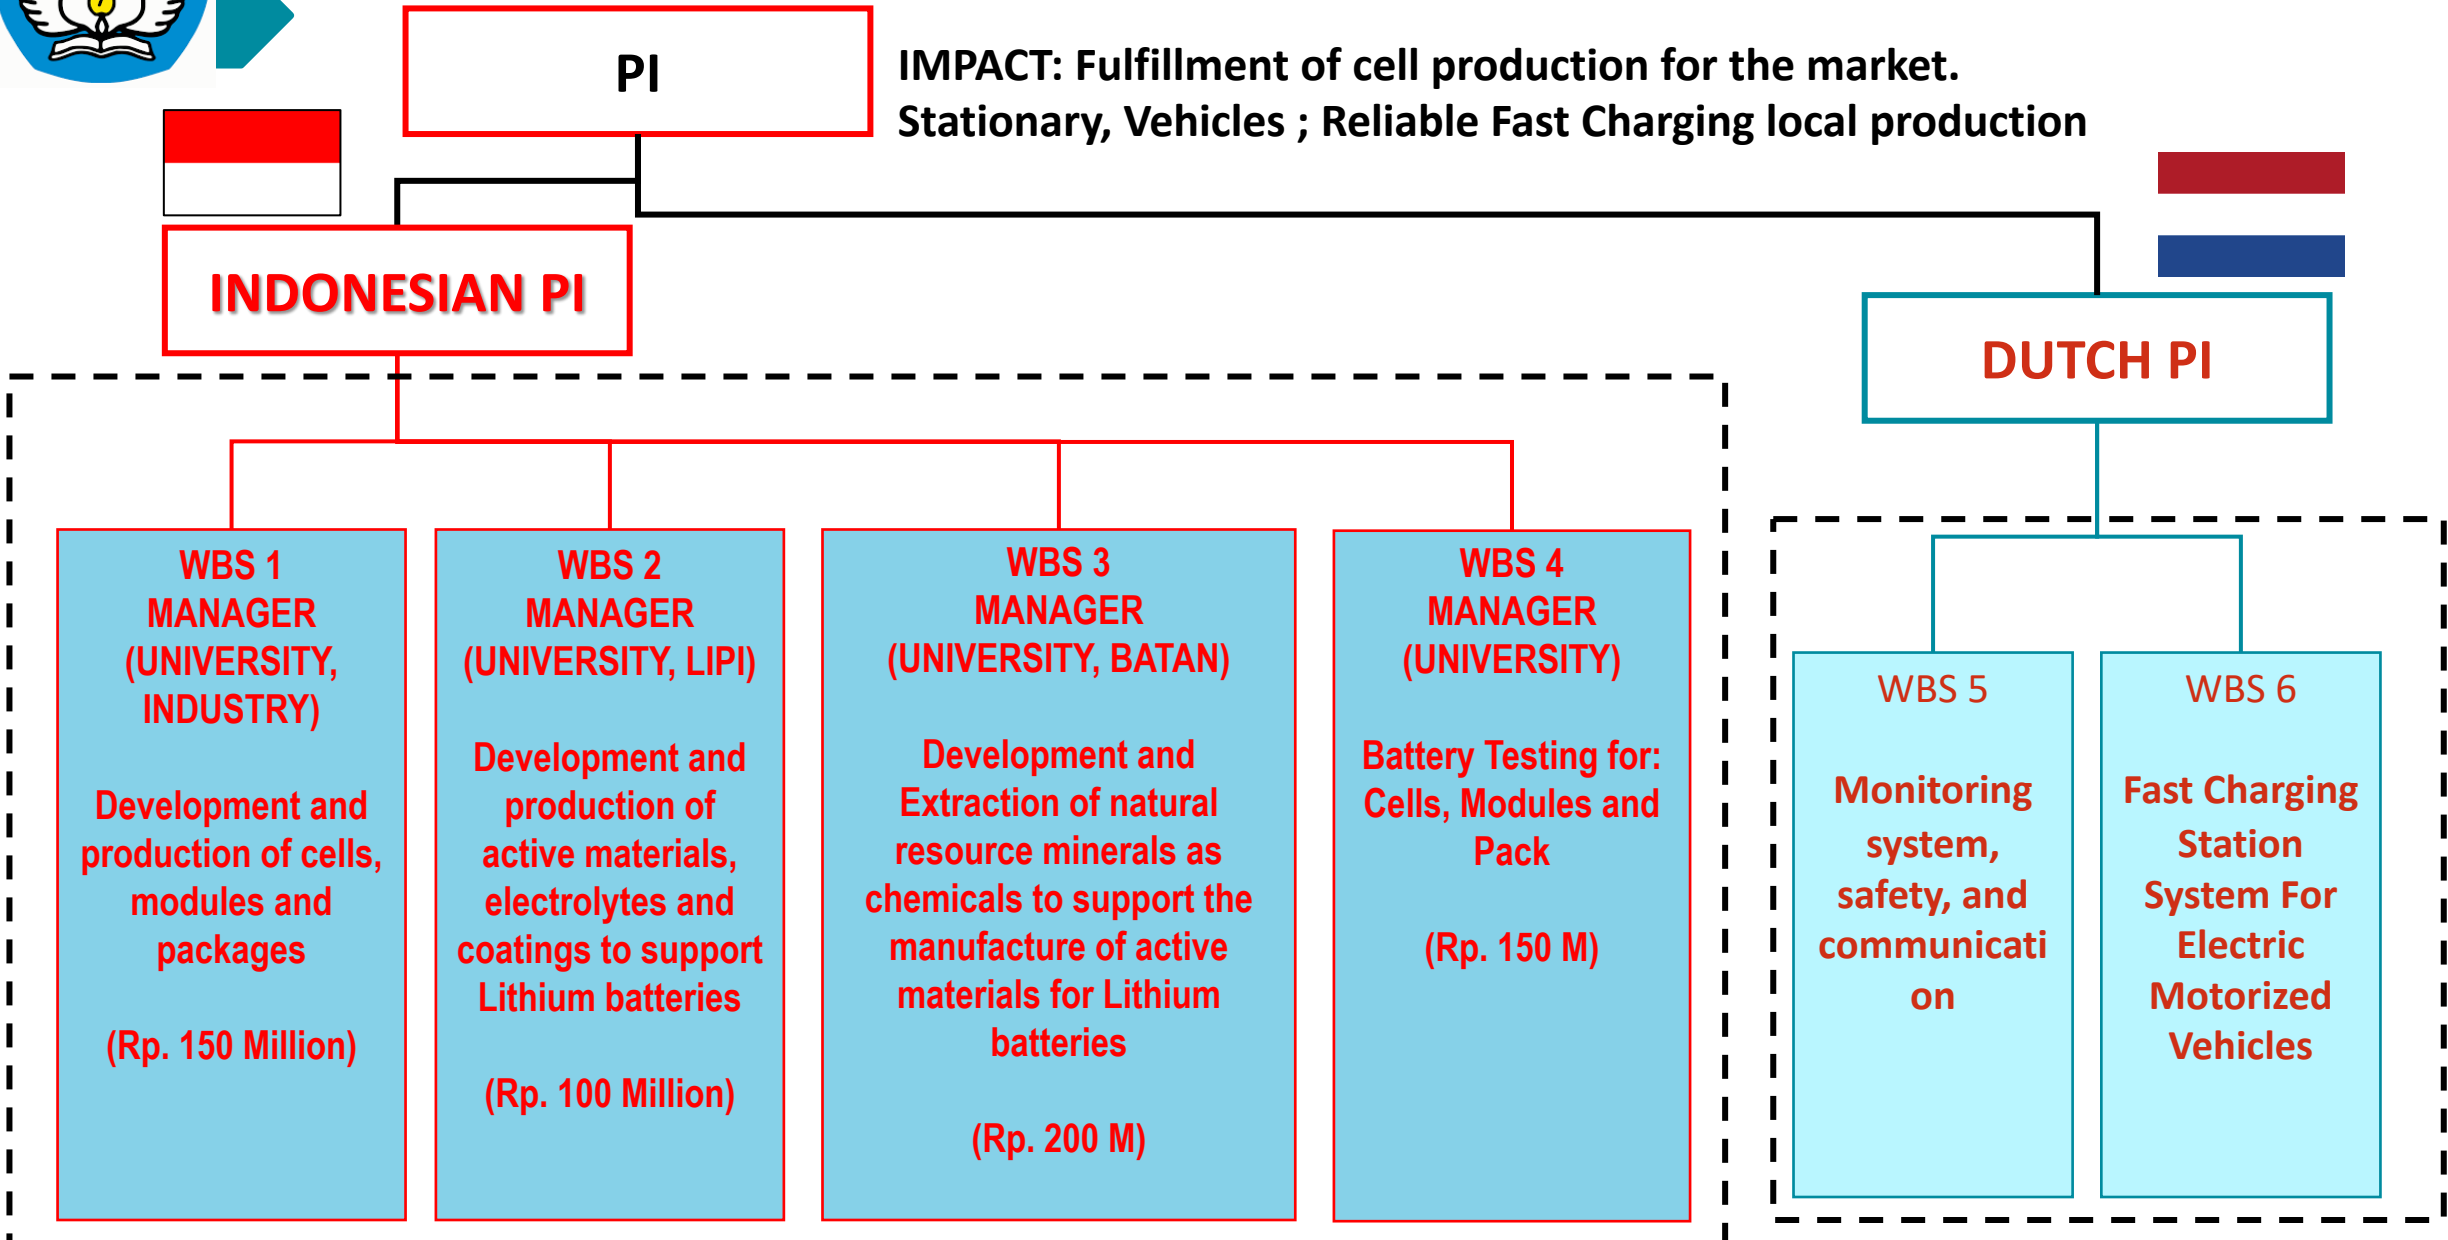 PI
IMPACT: Fulfillment of cell production for the market.
Stationary, Vehicles ; Reliable Fast Charging local production
INDONESIAN PI
DUTCH PI
WBS 1
MANAGER
(UNIVERSITY,
INDUSTRY)
Development and
production of cells,
modules and
packages
(Rp. 150 Million)
WBS 2
MANAGER
(UNIVERSITY, LIPI)
Development and
production of
active materials,
electrolytes and
coatings to support
Lithium batteries
(Rp. 100 Million)
WBS 3
MANAGER
(UNIVERSITY, BATAN)
Development and
Extraction of natural
resource minerals as
chemicals to support the
manufacture of active
materials for Lithium
batteries
(Rp. 200 M)
WBS 4
MANAGER
(UNIVERSITY)
Battery Testing for:
Cells, Modules and
Pack
(Rp. 150 M)
WBS 5
Monitoring
system,
safety, and
communicati
on
WBS 6
Fast Charging
Station
System For
Electric
Motorized
Vehicles